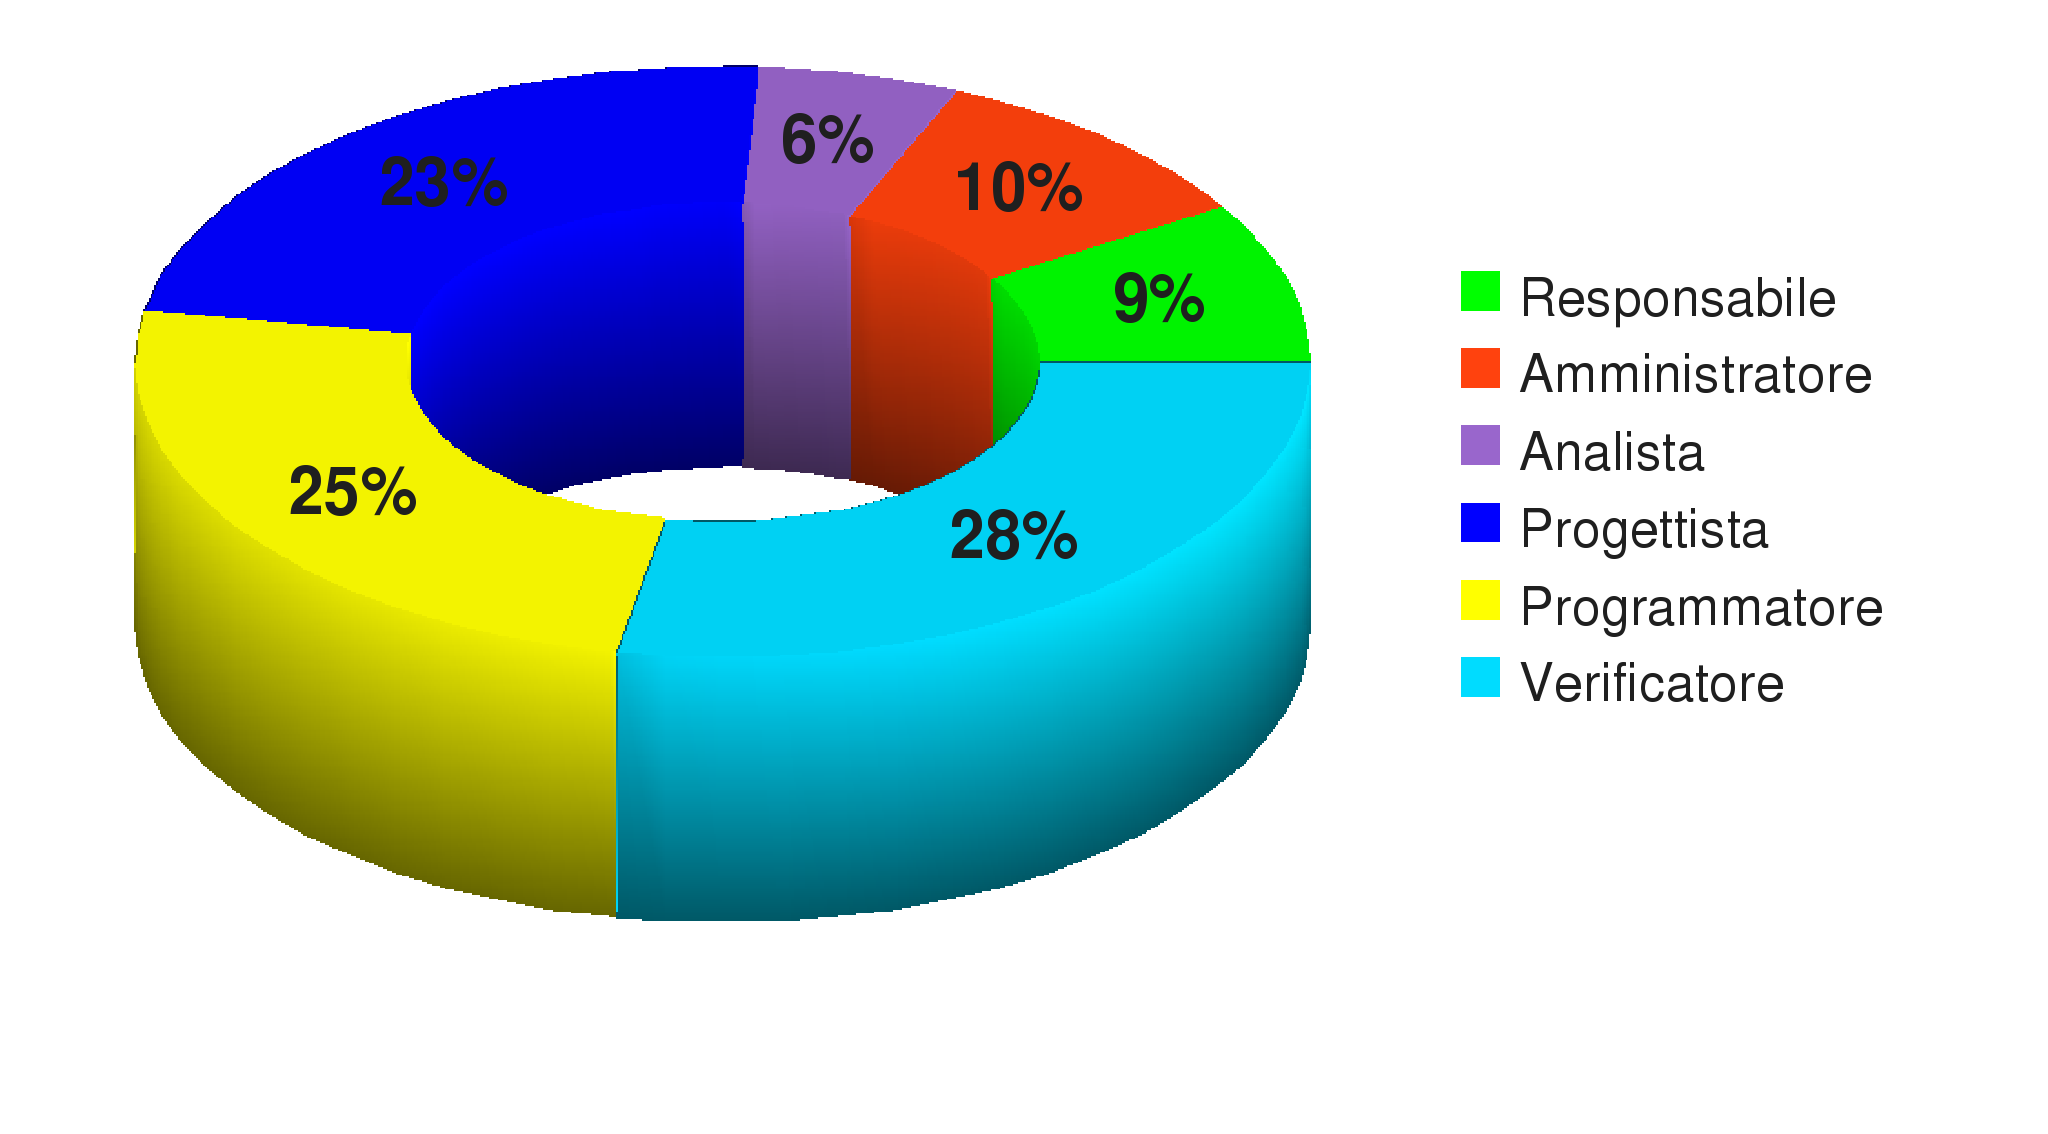 6%
23%
10%
9%
25%
28%
Responsabile
Amministratore
Analista
Progettista
Programmatore
Verificatore